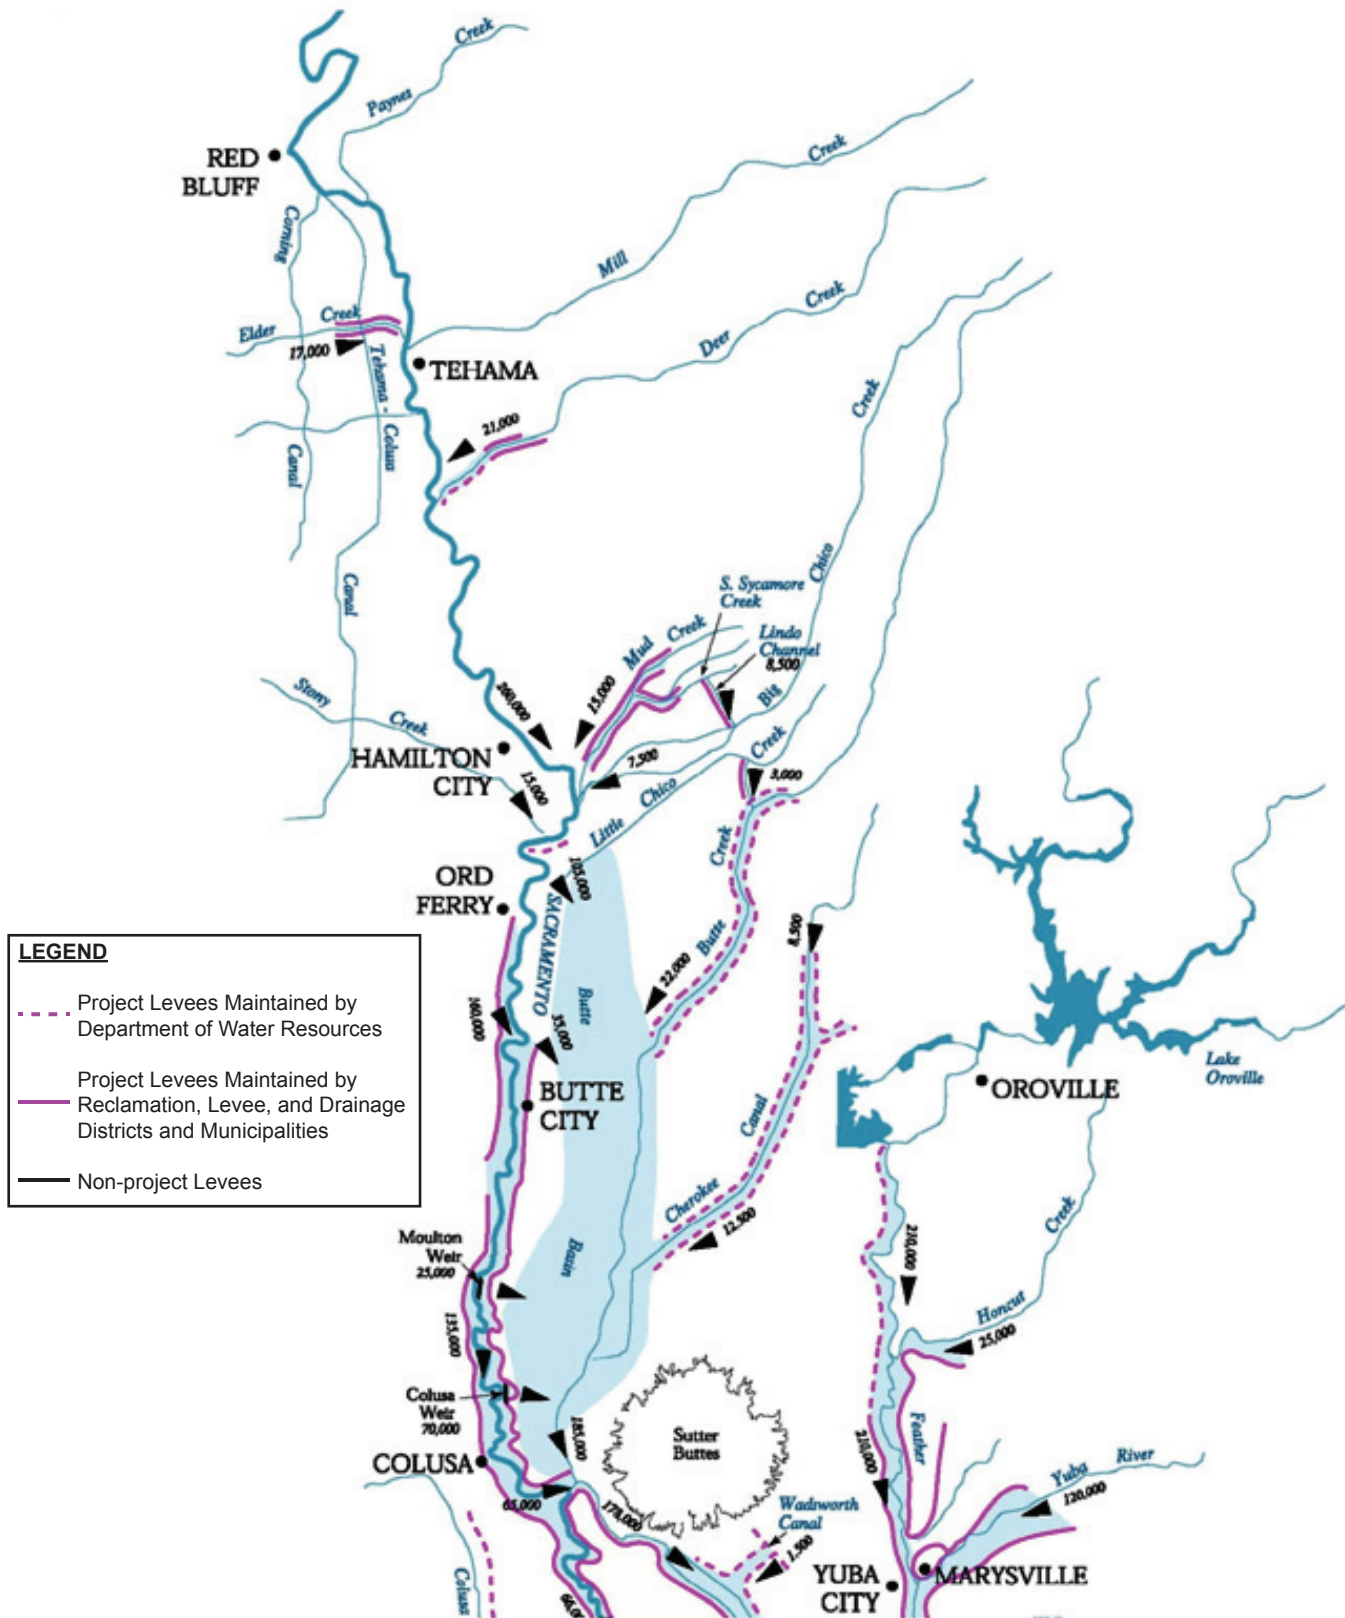 Creek
Paynes
RED
BLUFF
Creek
Corning
Mill
Creek
Elder
Creek
17,000
Tehama -
Colusa
TEHAMA
Deer
Creek
21,000
Canal
Canal
Chico
S. Sycamore
Creek
Lindo
Channel
8,500
Creek
Mud
15,000
Big
Stony
Creek
260,000
HAMILTON
CITY
15,000
7,500
Creek
3,000
Chico
Little
Creek
105,000
ORD
FERRY
SACRAMENTO
Butte
8,500
22,000
LEGEND
Project Levees Maintained by
Department of Water Resources
Project Levees Maintained by
Reclamation, Levee, and Drainage
Districts and Municipalities
Non-project Levees
160,000
Butte
35,000
BUTTE
CITY
Lake
Oroville
OROVILLE
Canal
Cherokee
12,500
Creek
Moulton
Weir
25,000
Basin
210,000
Honcut
25,000
135,000
Colusa
Weir
70,000
Sutter
Buttes
185,000
Feather
210,000
COLUSA
65,000
178,000
Wadsworth
Canal
1,500
Yuba
River
120,000
Colusa
YUBA
CITY
MARYSVILLE